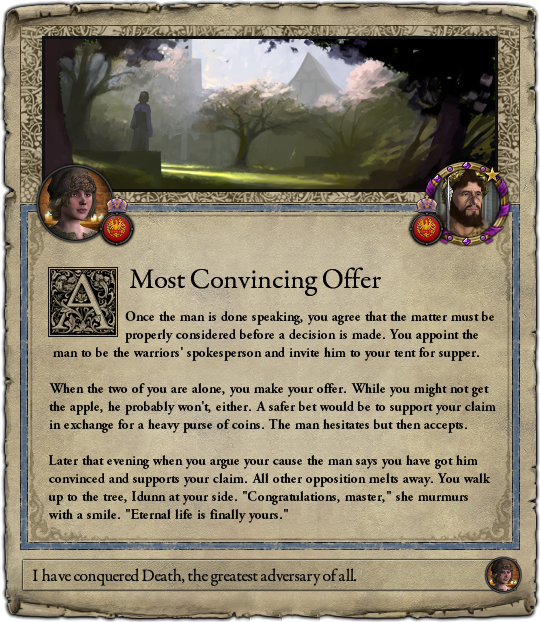 A Most Convincing Offer
Once the man is done speaking, you agree that the matter must be
properly considered before a decision is made. You appoint the
man to be the warriors' spokesperson and invite him to your tent for supper.
When the two of you are alone, you make your offer. While you might not get
the apple, he probably won't, either. A safer bet would be to support your claim
in exchange for a heavy purse of coins. The man hesitates but then accepts.
Later that evening when you argue your cause the man says you have got him
convinced and supports your claim. All other opposition melts away. You walk
up to the tree, Idunn at your side. "Congratulations, master," she murmurs
with a smile. "Eternal life is finally yours."
I have conquered Death, the greatest adversary of all.